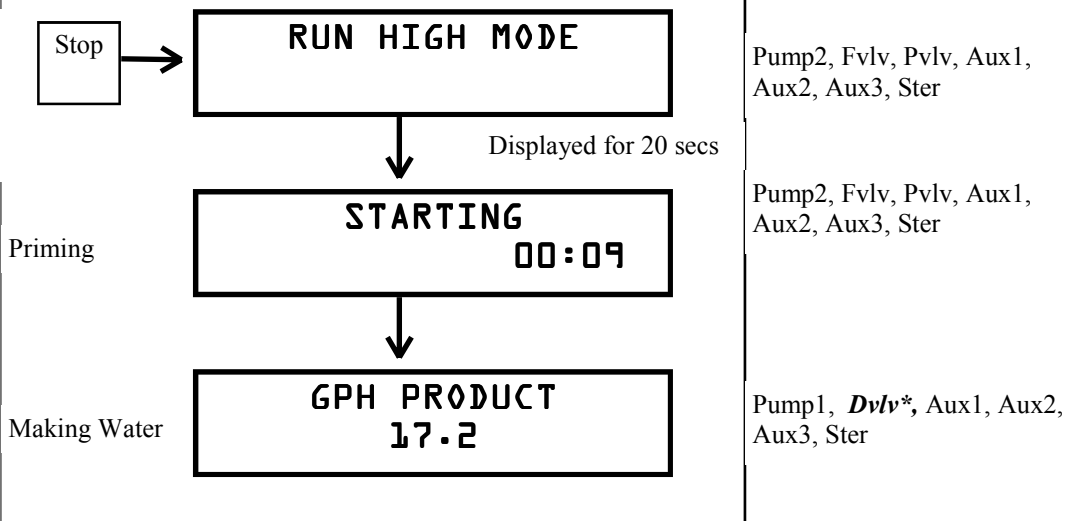 Stop
RUN HIGH MODE
Pump2, Fvlv, Pvlv, Aux1,
Aux2, Aux3, Ster
Displayed for 20 secs
Priming
STARTING
00:09
Pump2, Fvlv, Pvlv, Aux1,
Aux2, Aux3, Ster
Making Water
GPH PRODUCT
17.2
Pump1, Dvlv*, Aux1, Aux2,
Aux3, Ster